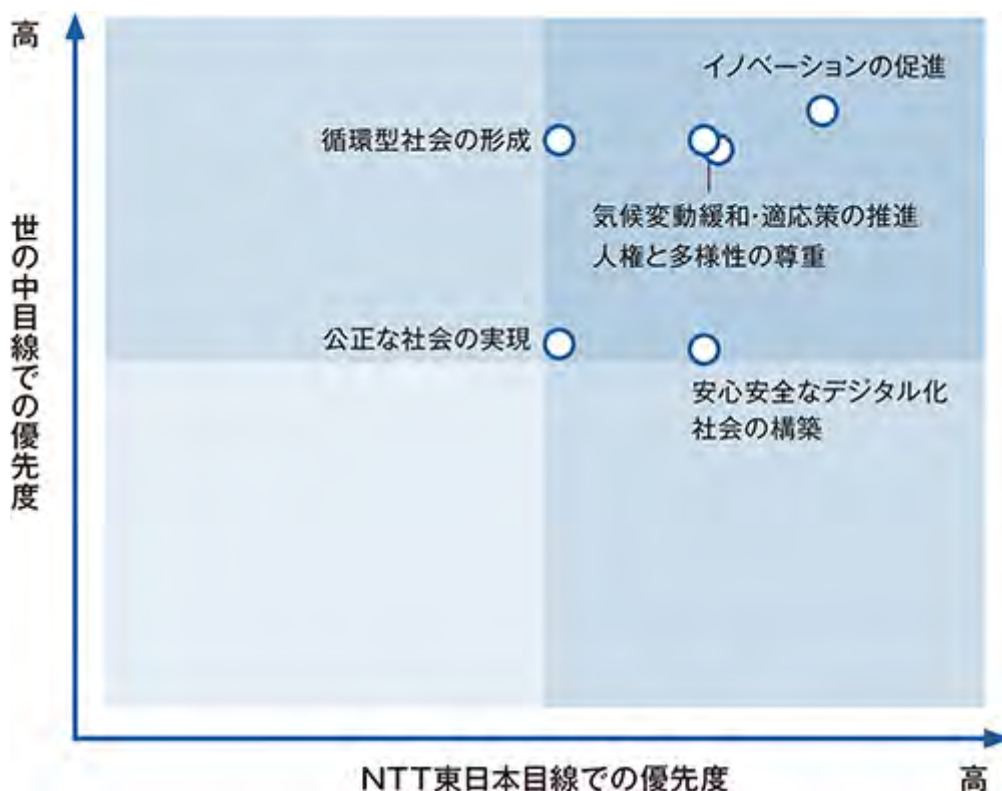 高
イノベーションの促進
循環型社会の形成
気候変動緩和・適応策の推進
人権と多様性の尊重
世の中目線での優先度
公正な社会の実現
安心安全なデジタル化
社会の構築
NTT東日本目線での優先度
高